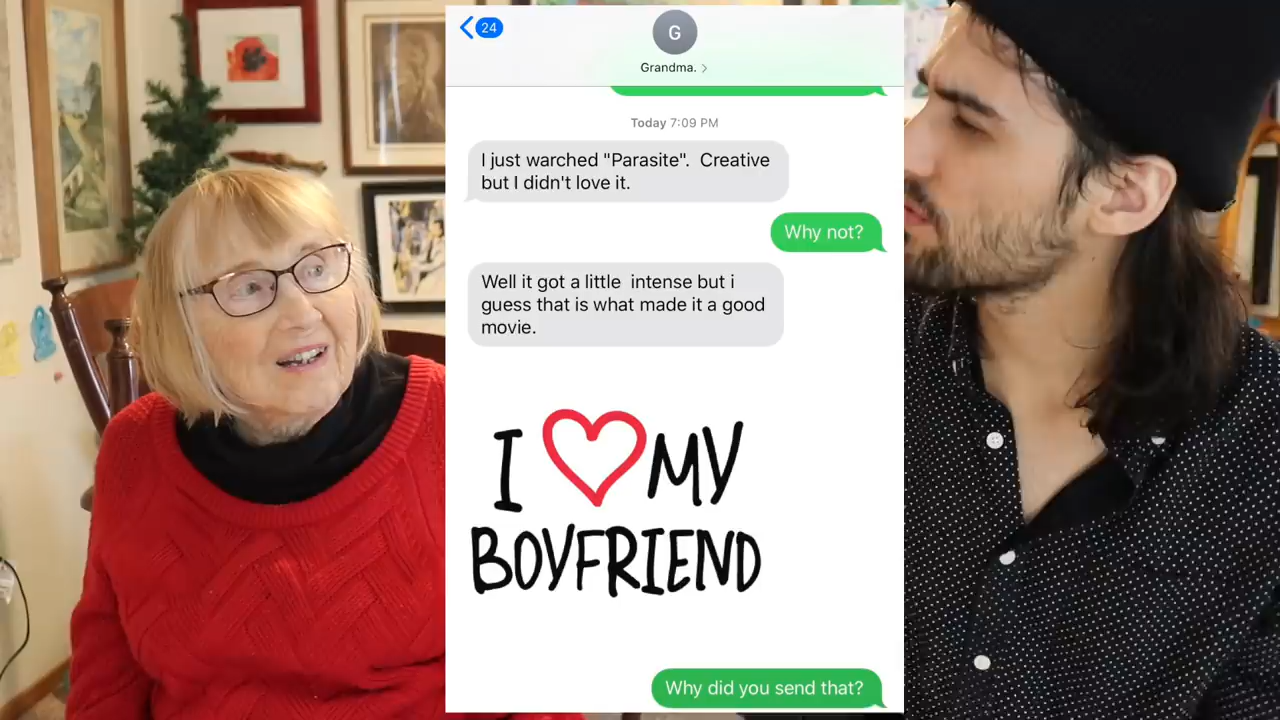 24
G
Grandma.
Today 7:09 PM
I just warched "Parasite".  Creative
but I didn't love it.
Why not?
Well it got a little  intense but i
guess that is what made it a good
movie.
I MY
BOYFRIEND
Why did you send that?